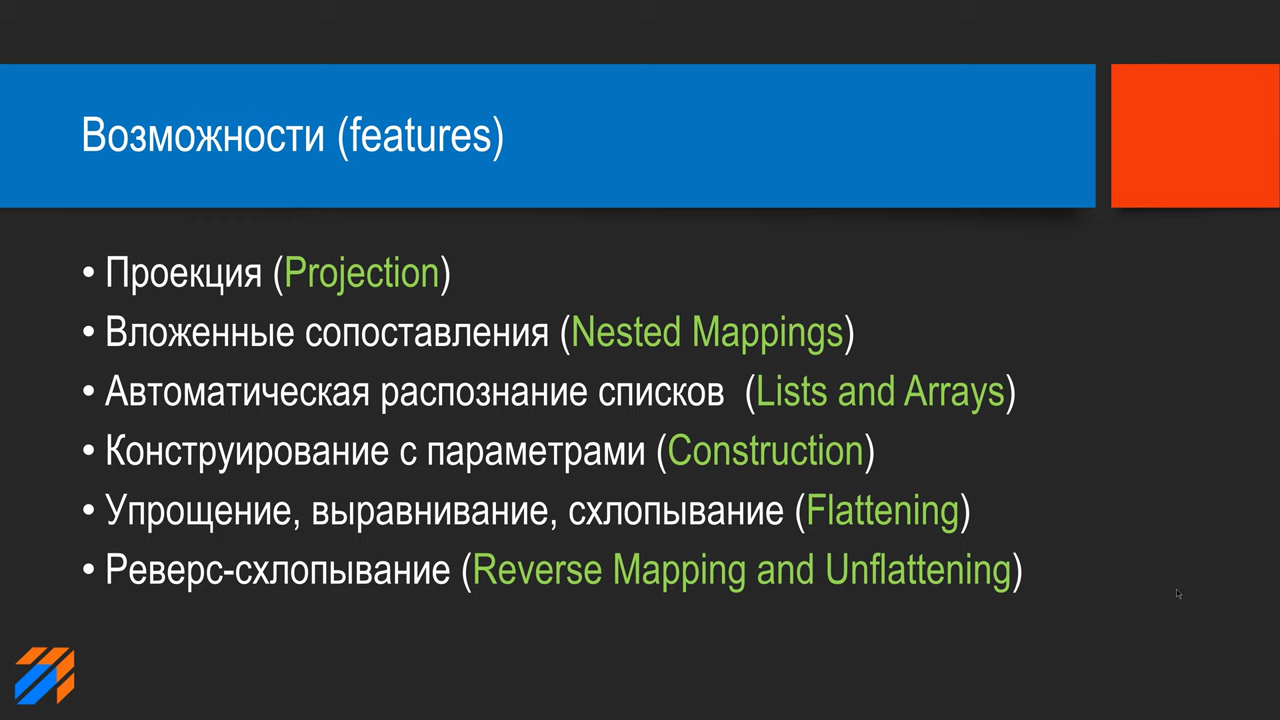 Возможности (features)
• Проекция (Projection)
• Вложенные сопоставления (Nested Mappings)
• Автоматическая распознание списков (Lists and Arrays)
• Конструирование с параметрами (Construction)
• Упрощение, выравнивание, схлопывание (Flattening)
• Реверс-схлопывание (Reverse Mapping and Unflattening)